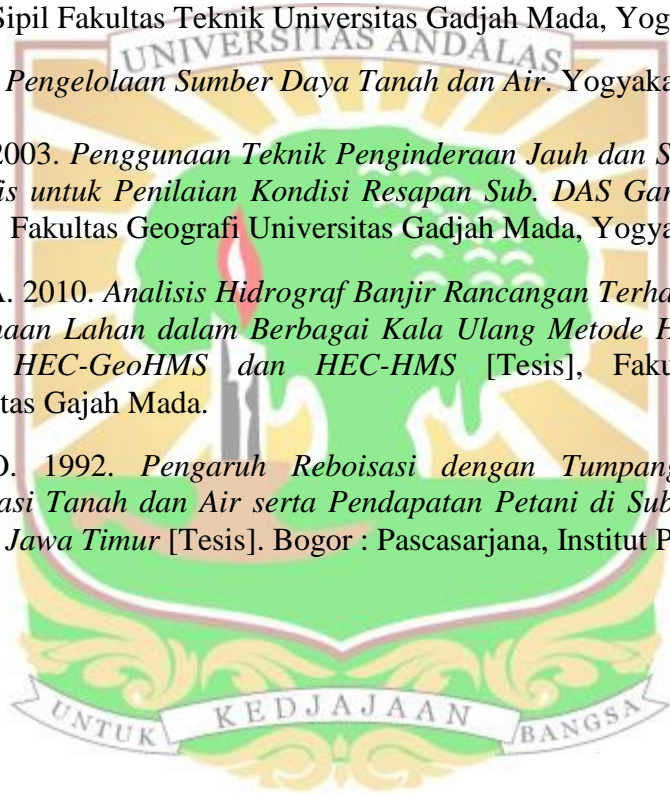 Sipil Fakultas Teknik Universitas Gadjah Mada, Yog
UNIVERSITAS ANDALAS
Pengelolaan Sumber Daya Tanah dan Air. Yogyaka
2003. Penggunaan Teknik Penginderaan Jauh dan S
is untuk Penilaian Kondisi Resapan Sub. DAS Gar
Fakultas Geografi Universitas Gadjah Mada, Yogya
A. 2010. Analisis Hidrograf Banjir Rancangan Terha
naan Lahan dalam Berbagai Kala Ulang Metode H
HEC-GeoHMS dan HEC-HMS [Tesis], Faku
tas Gajah Mada.
D. 1992. Pengaruh Reboisasi dengan Tumpang
asi Tanah dan Air serta Pendapatan Petani di Sub
Jawa Timur [Tesis]. Bogor : Pascasarjana, Institut P
UNTUK KEDJAJAAN BANGSA